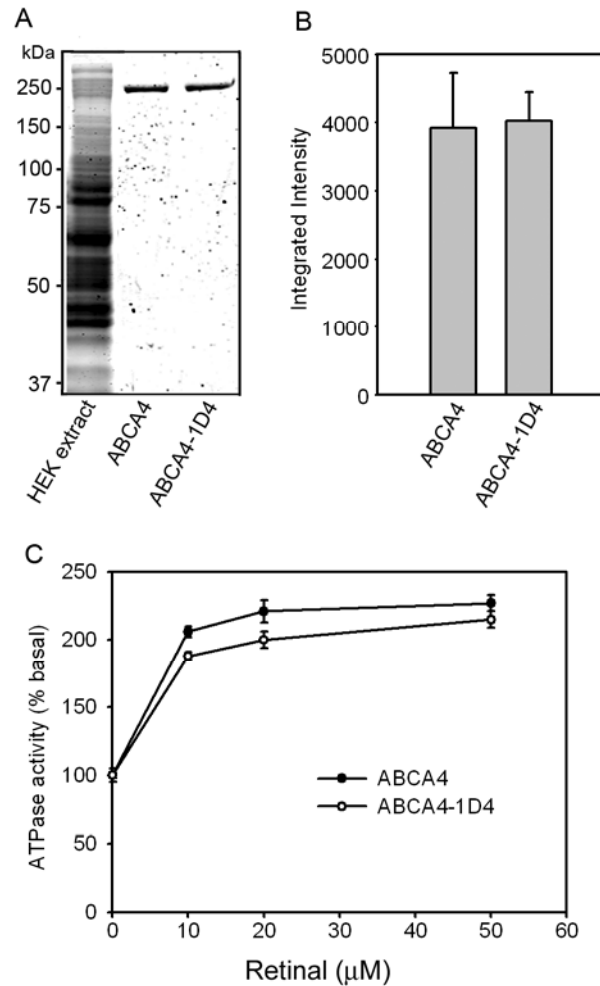 A
kDa
250
150
100
75
50
37
HEK extract
ABCA4
ABCA4-1D4
B
Integrated Intensity
5000
4000
3000
2000
1000
0
ABCA4
ABCA4-1D4
C
ATPase activity (% basal)
250
200
150
100
50
0
ABCA4
ABCA4-1D4
0 10 20 30 40 50 60
Retinal (µM)